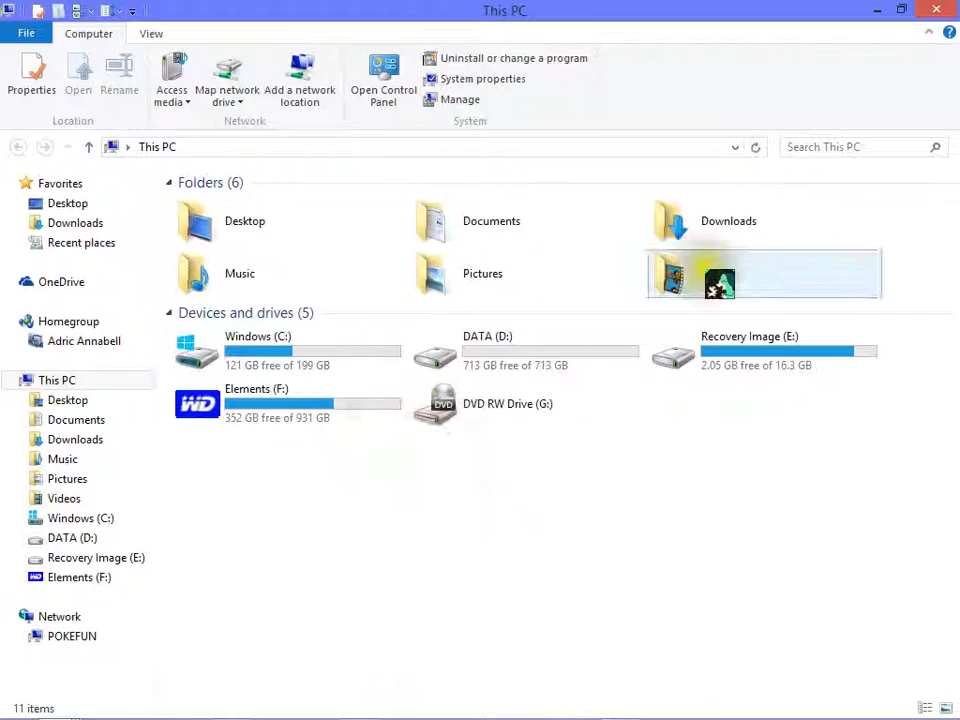 This PC
File Computer View
Properties Open Rename Access media Map network drive Add a network location Open Control Panel
Uninstall or change a program
System properties
Manage
Location Network System
This PC Search This PC
Favorites
Desktop
Downloads
Recent places
OneDrive
Homegroup
Adric Annabell
This PC
Desktop
Documents
Downloads
Music
Pictures
Videos
Windows (C:)
DATA (D:)
Recovery Image (E:)
Elements (F:)
Network
POKEFUN
Folders (6)
Desktop Documents Downloads
Music Pictures
Devices and drives (5)
Windows (C:)
121 GB free of 199 GB
DATA (D:)
713 GB free of 713 GB
Recovery Image (E:)
2.05 GB free of 16.3 GB
WD
Elements (F:)
352 GB free of 931 GB
DVD
DVD RW Drive (G:)
11 items